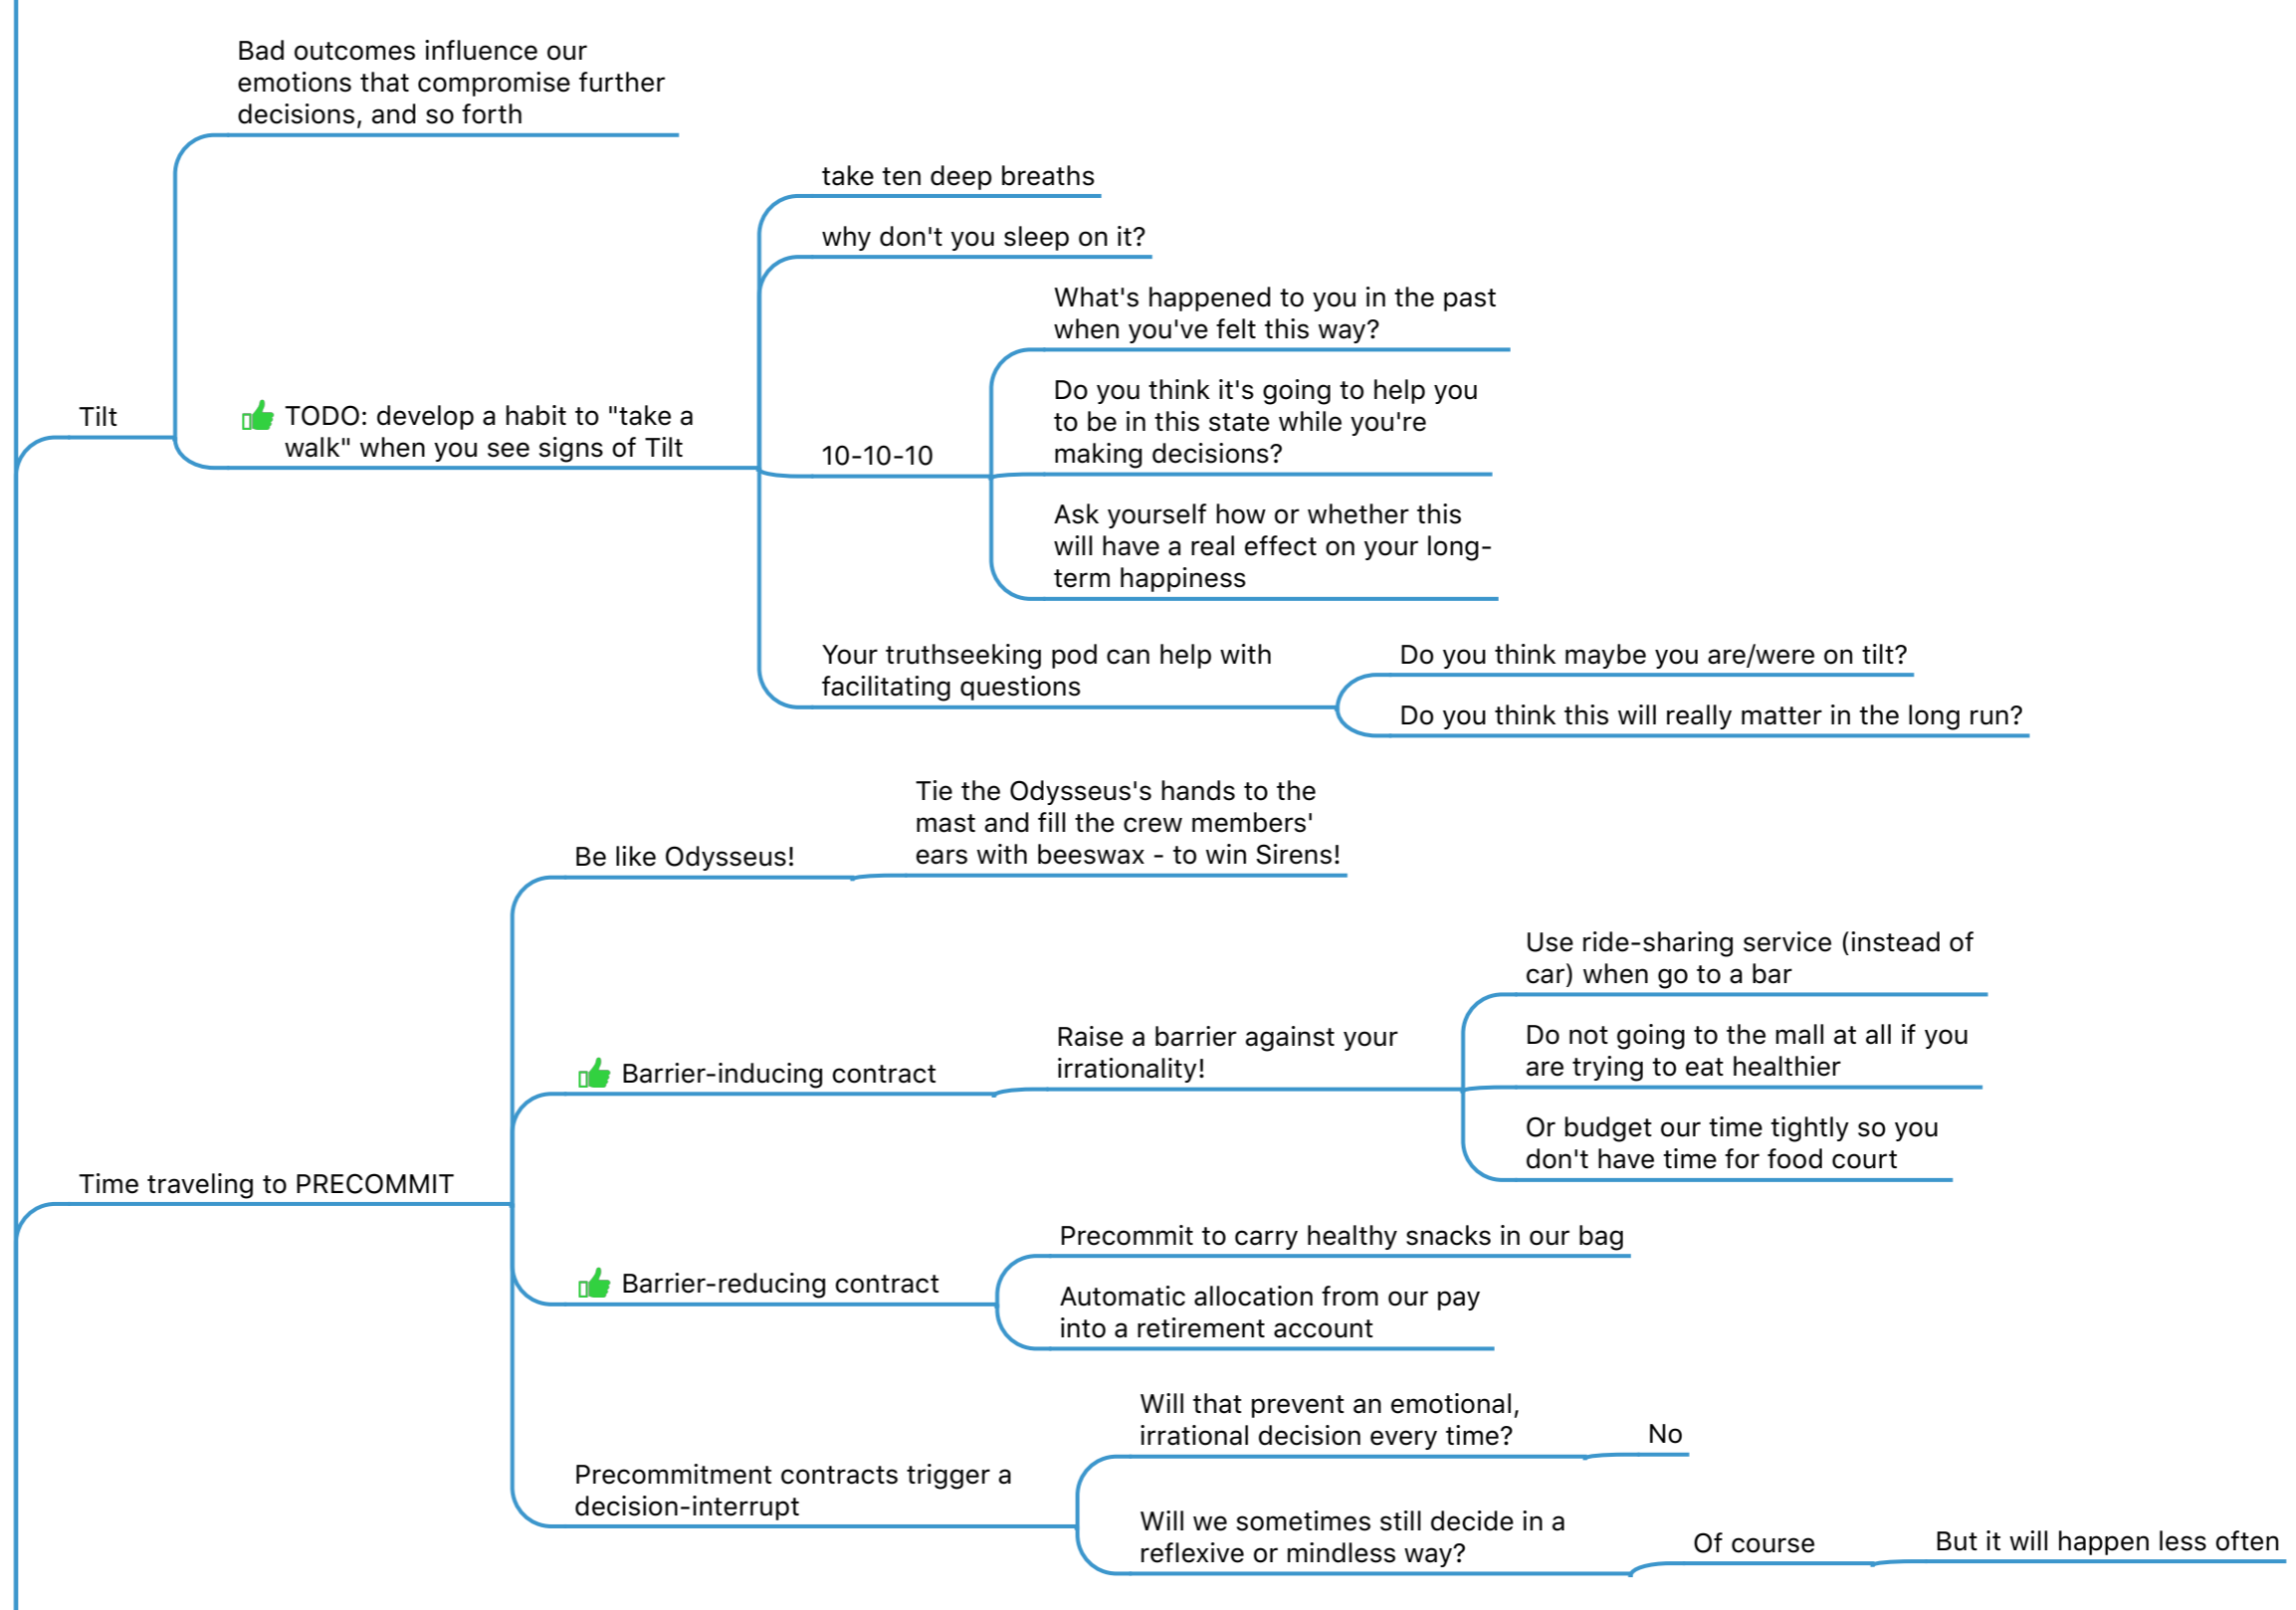 Bad outcomes influence our
emotions that compromise further
decisions, and so forth
Tilt
TODO: develop a habit to "take a
walk" when you see signs of Tilt
take ten deep breaths
why don't you sleep on it?
10-10-10
What's happened to you in the past
when you've felt this way?
Do you think it's going to help you
to be in this state while you're
making decisions?
Ask yourself how or whether this
will have a real effect on your long-
term happiness
Your truthseeking pod can help with
facilitating questions
Do you think maybe you are/were on tilt?
Do you think this will really matter in the long run?
Time traveling to PRECOMMIT
Be like Odysseus!
Tie the Odysseus's hands to the
mast and fill the crew members'
ears with beeswax - to win Sirens!
Barrier-inducing contract
Raise a barrier against your
irrationality!
Use ride-sharing service (instead of
car) when go to a bar
Do not going to the mall at all if you
are trying to eat healthier
Or budget our time tightly so you
don't have time for food court
Barrier-reducing contract
Precommit to carry healthy snacks in our bag
Automatic allocation from our pay
into a retirement account
Precommitment contracts trigger a
decision-interrupt
Will that prevent an emotional,
irrational decision every time?
No
Will we sometimes still decide in a
reflexive or mindless way?
Of course
But it will happen less often